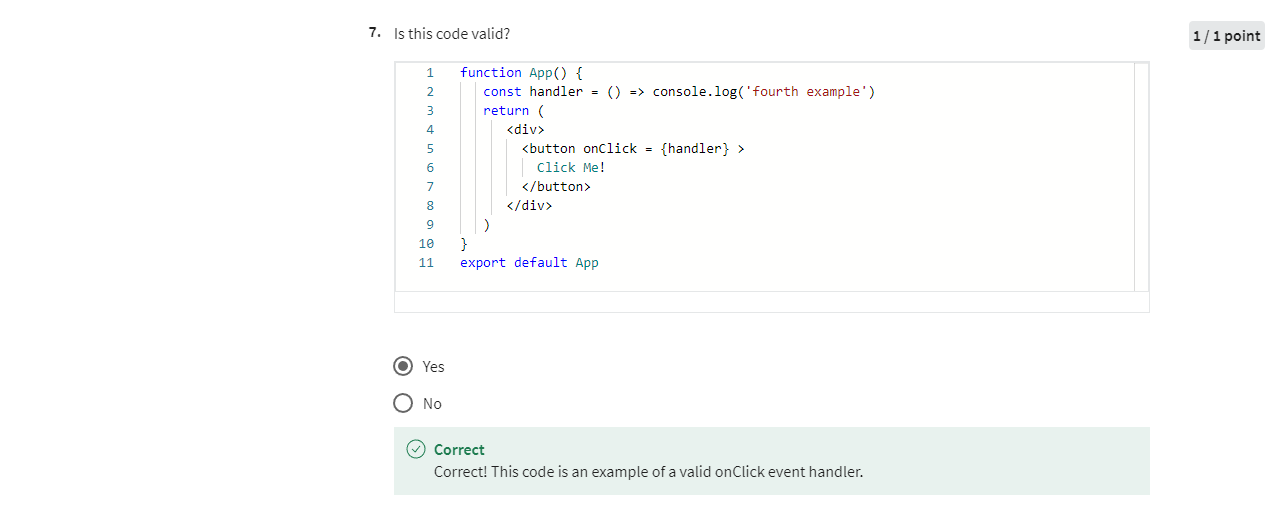 7. Is this code valid?
1 / 1 point
1 function App() {
2 const handler = () => console.log('fourth example')
3 return (
4 <div>
5 <button onClick = {handler} >
6 Click Me!
7 </button>
8 </div>
9 )
10 }
11 export default App
Yes
No
Correct
Correct! This code is an example of a valid onClick event handler.